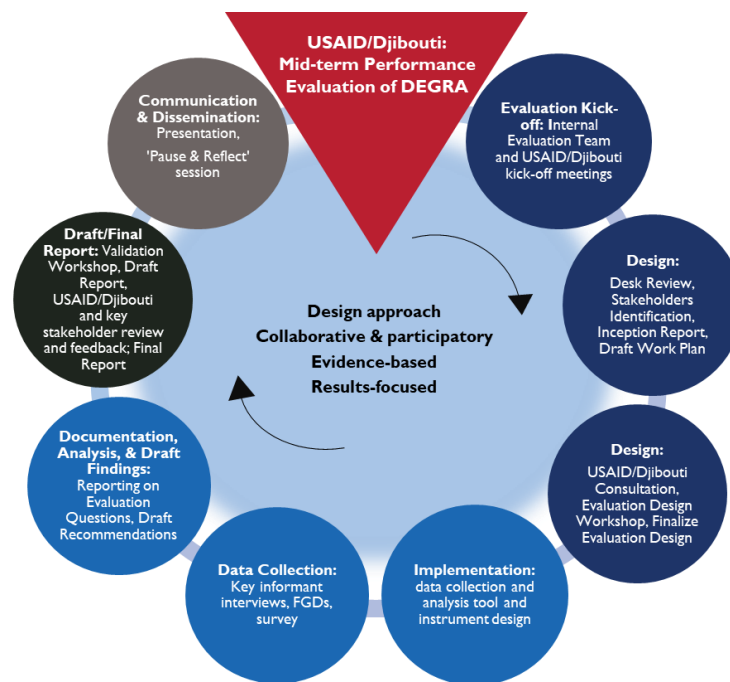 USAID/Djibouti:
Mid-term Performance
Evaluation of DEGRA
Evaluation Kick-
off: Internal
Evaluation Team
and USAID/Djibouti
kick-off meetings
Design:
Desk Review,
Stakeholders
Identification,
Inception Report,
Draft Work Plan
Design:
USAID/Djibouti
Consultation,
Evaluation Design
Workshop, Finalize
Evaluation Design
Implementation:
data collection and
analysis tool and
instrument design
Data Collection:
Key informant
interviews, FGDs,
survey
Documentation,
Analysis, & Draft
Findings:
Reporting on
Evaluation
Questions, Draft
Recommendations
Draft/Final
Report: Validation
Workshop, Draft
Report,
USAID/Djibouti
and key
stakeholder review
and feedback; Final
Report
Communication
& Dissemination:
Presentation,
'Pause & Reflect'
session
Design approach
Collaborative & participatory
Evidence-based
Results-focused